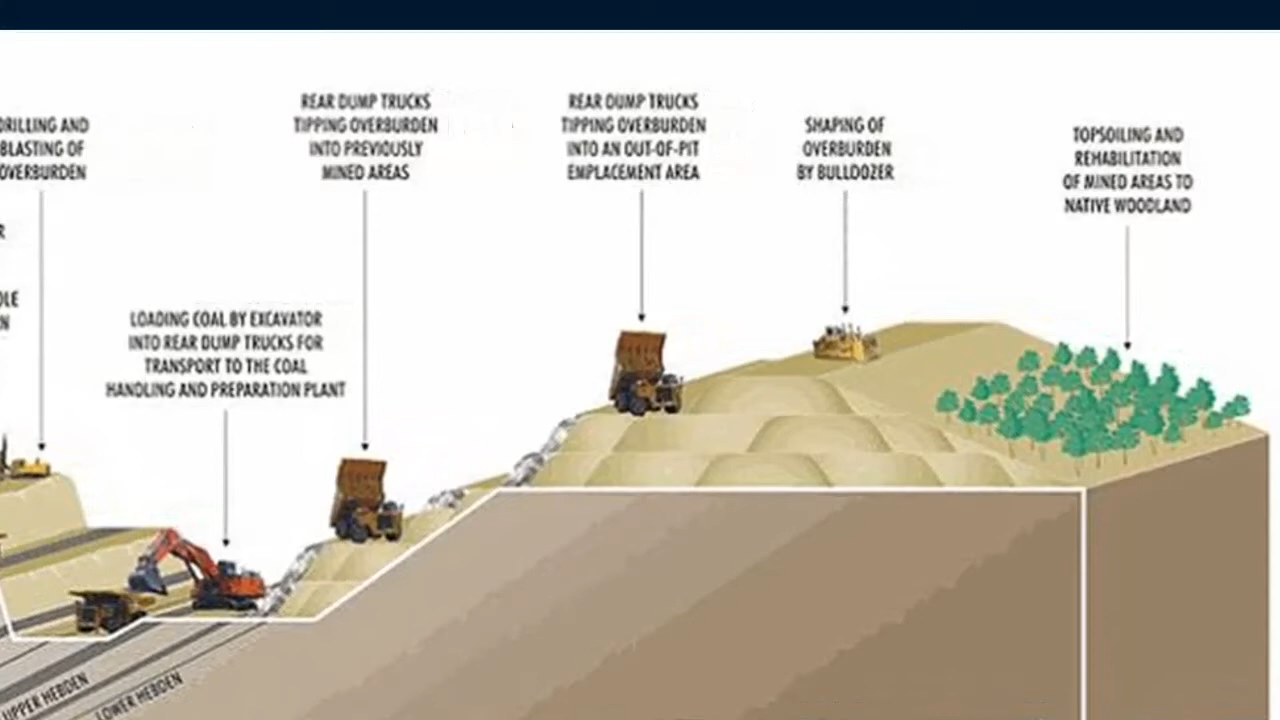 DRILLING AND
BLASTING OF
OVERBURDEN
REAR DUMP TRUCKS
TIPPING OVERBURDEN
INTO PREVIOUSLY
MINED AREAS
REAR DUMP TRUCKS
TIPPING OVERBURDEN
INTO AN OUT-OF-PIT
EMPLACEMENT AREA
SHAPING OF
OVERBURDEN
BY BULLDOZER
TOPSOILING AND
REHABILITATION
OF MINED AREAS TO
NATIVE WOODLAND
LOADING COAL BY EXCAVATOR
INTO REAR DUMP TRUCKS FOR
TRANSPORT TO THE COAL
HANDLING AND PREPARATION PLANT
UPPER HEBDEN
LOWER HEBDEN